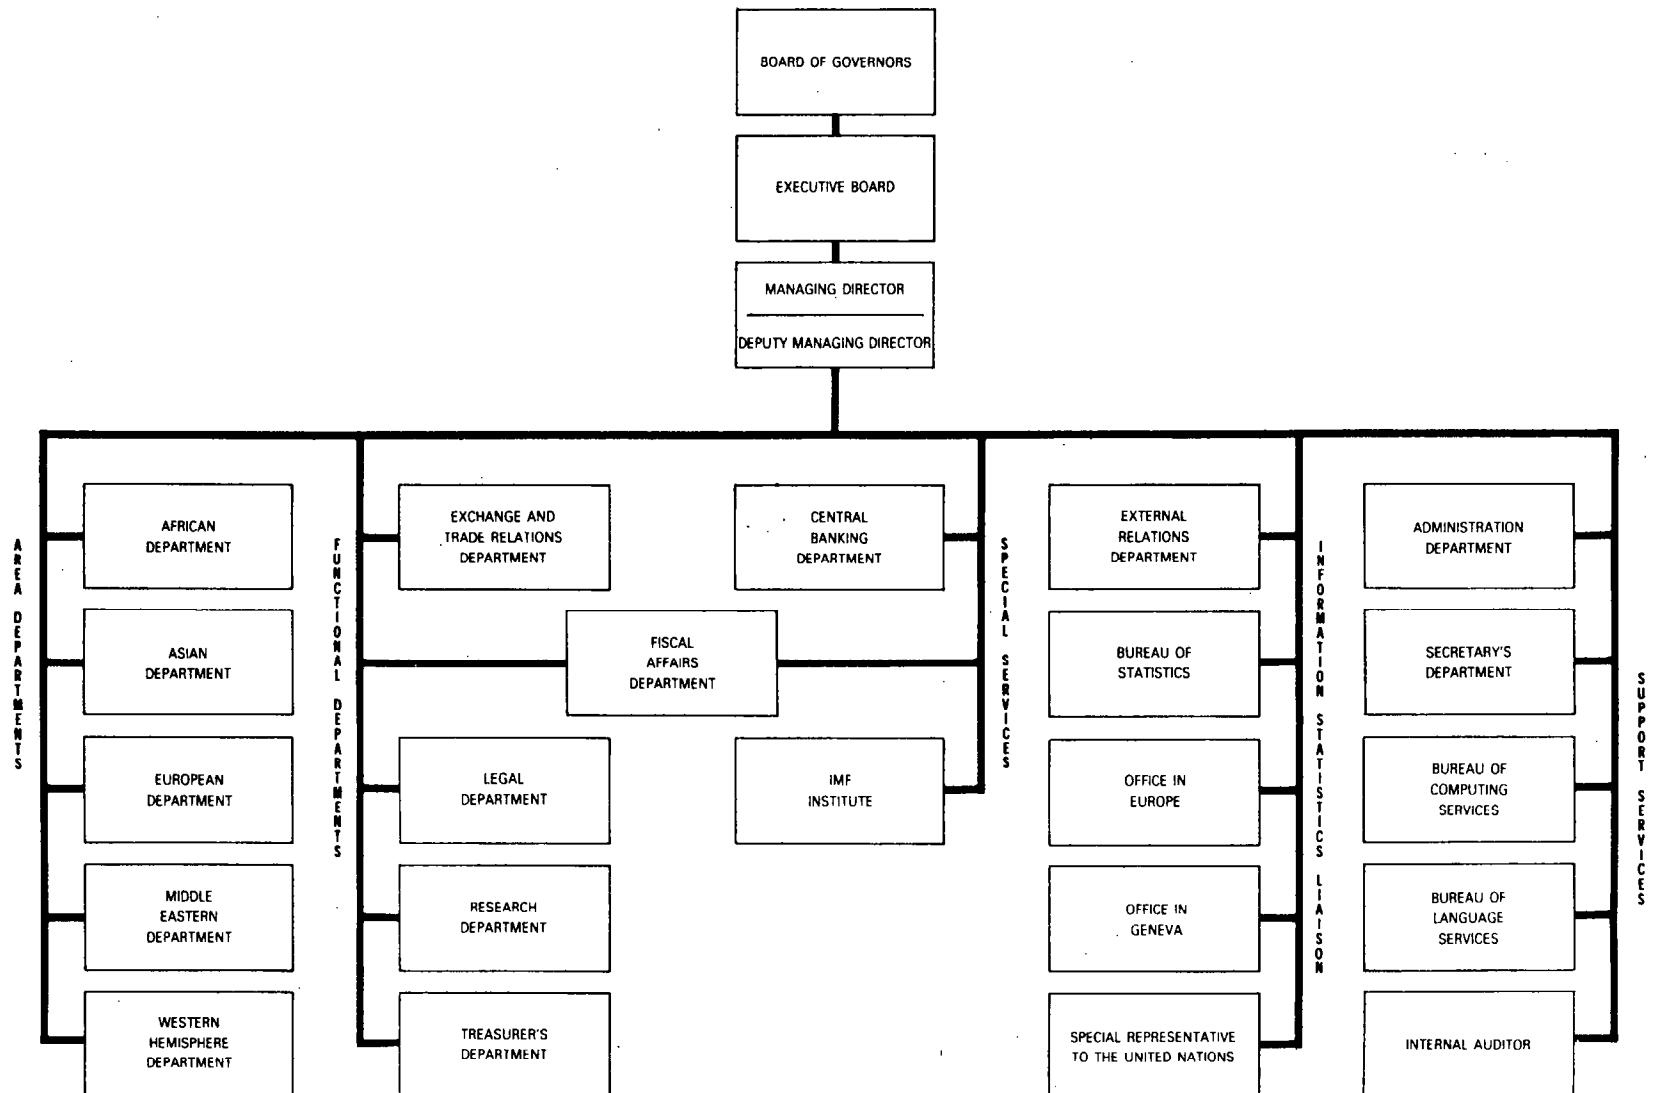 BOARD OF GOVERNORS
EXECUTIVE BOARD
MANAGING DIRECTOR
DEPUTY MANAGING DIRECTOR
AREA DEPARTMENTS
AFRICAN
DEPARTMENT
ASIAN
DEPARTMENT
EUROPEAN
DEPARTMENT
MIDDLE
EASTERN
DEPARTMENT
WESTERN
HEMISPHERE
DEPARTMENT
FUNCTIONAL DEPARTMENTS
EXCHANGE AND
TRADE RELATIONS
DEPARTMENT
FISCAL
AFFAIRS
DEPARTMENT
LEGAL
DEPARTMENT
RESEARCH
DEPARTMENT
TREASURER'S
DEPARTMENT
CENTRAL
BANKING
DEPARTMENT
IMF
INSTITUTE
SPECIAL SERVICES
EXTERNAL
RELATIONS
DEPARTMENT
BUREAU OF
STATISTICS
OFFICE IN
EUROPE
OFFICE IN
GENEVA
SPECIAL REPRESENTATIVE
TO THE UNITED NATIONS
INFORMATION STATISTICS LIAISON
ADMINISTRATION
DEPARTMENT
SECRETARY'S
DEPARTMENT
BUREAU OF
COMPUTING
SERVICES
BUREAU OF
LANGUAGE
SERVICES
INTERNAL AUDITOR
SUPPORT SERVICES